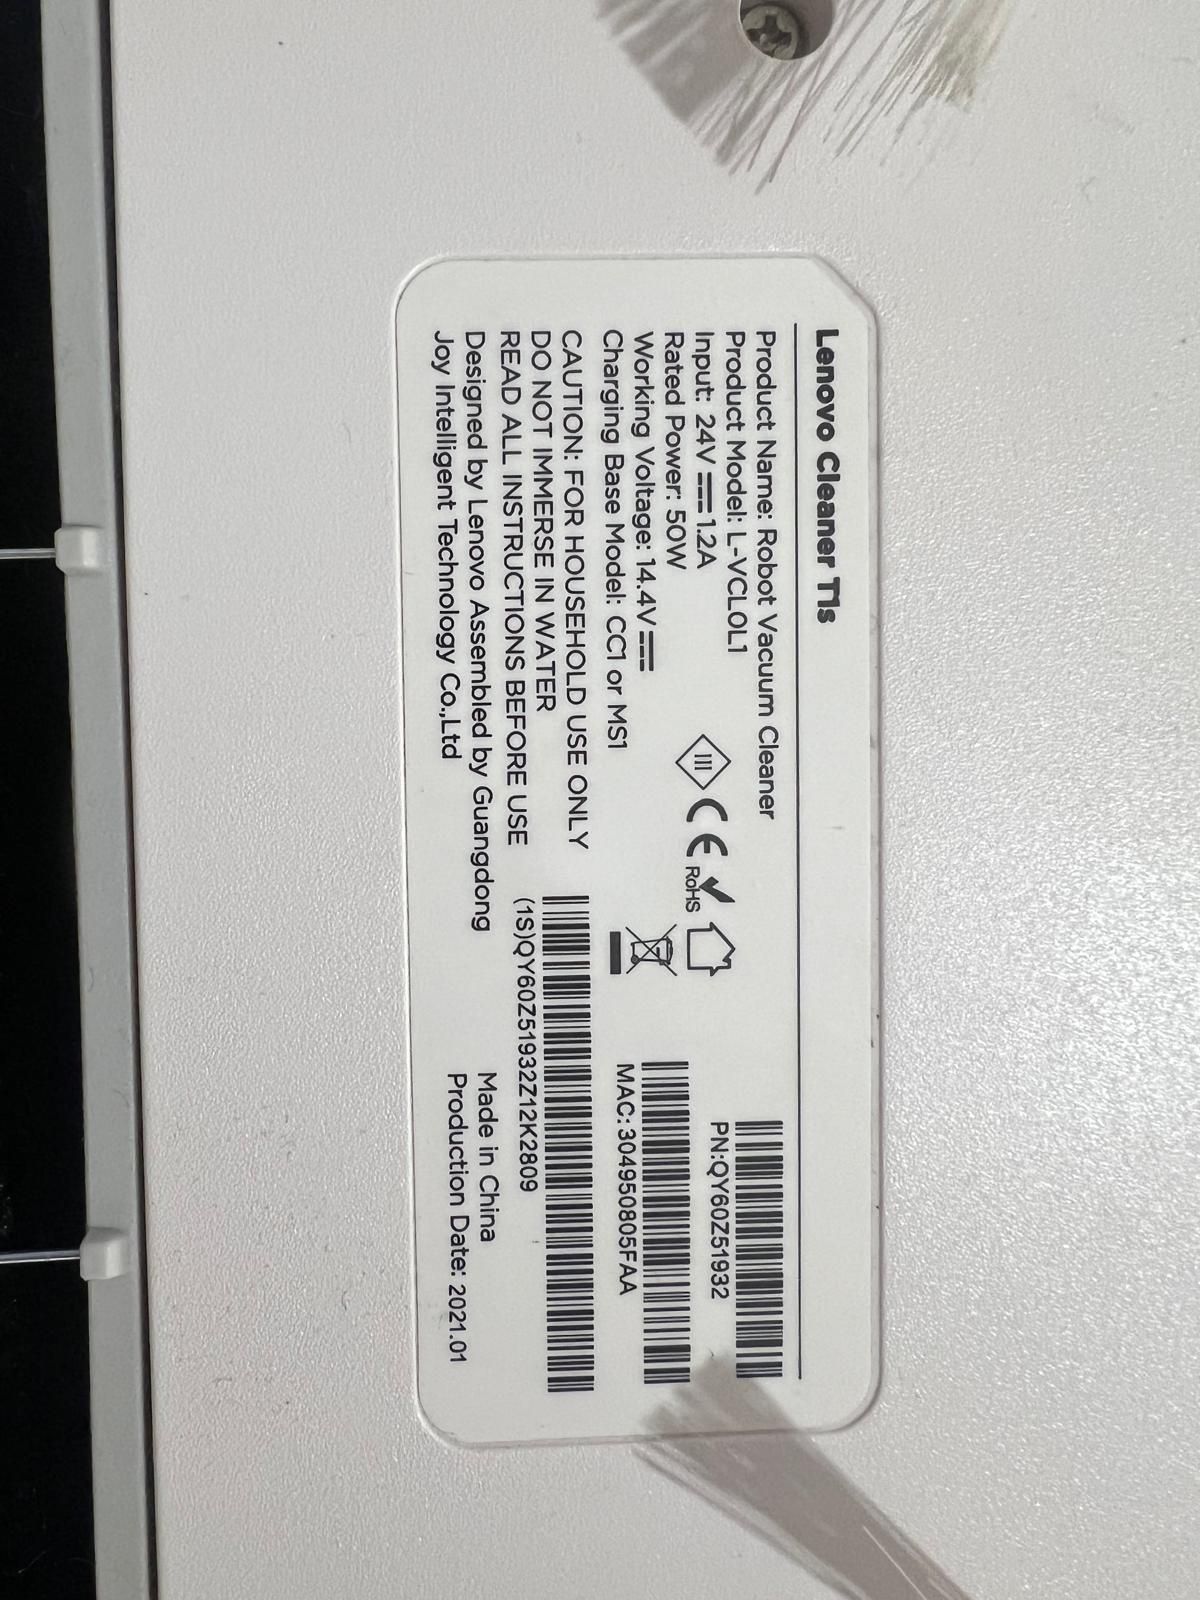 Lenovo Cleaner T1s
Product Name: Robot Vacuum Cleaner
Product Model: L-VCL0L1
Input: 24V ⎓ 1.2A
Rated Power: 50W
Working Voltage: 14.4V ⎓
Charging Base Model: CC1 or MS1
III
CE
RoHS
CAUTION: FOR HOUSEHOLD USE ONLY
DO NOT IMMERSE IN WATER
READ ALL INSTRUCTIONS BEFORE USE
Designed by Lenovo Assembled by Guangdong
Joy Intelligent Technology Co.,Ltd
PN:QY60Z51932
MAC: 304950805FAA
(1S)QY60Z51932Z12K2809
Made in China
Production Date: 2021.01